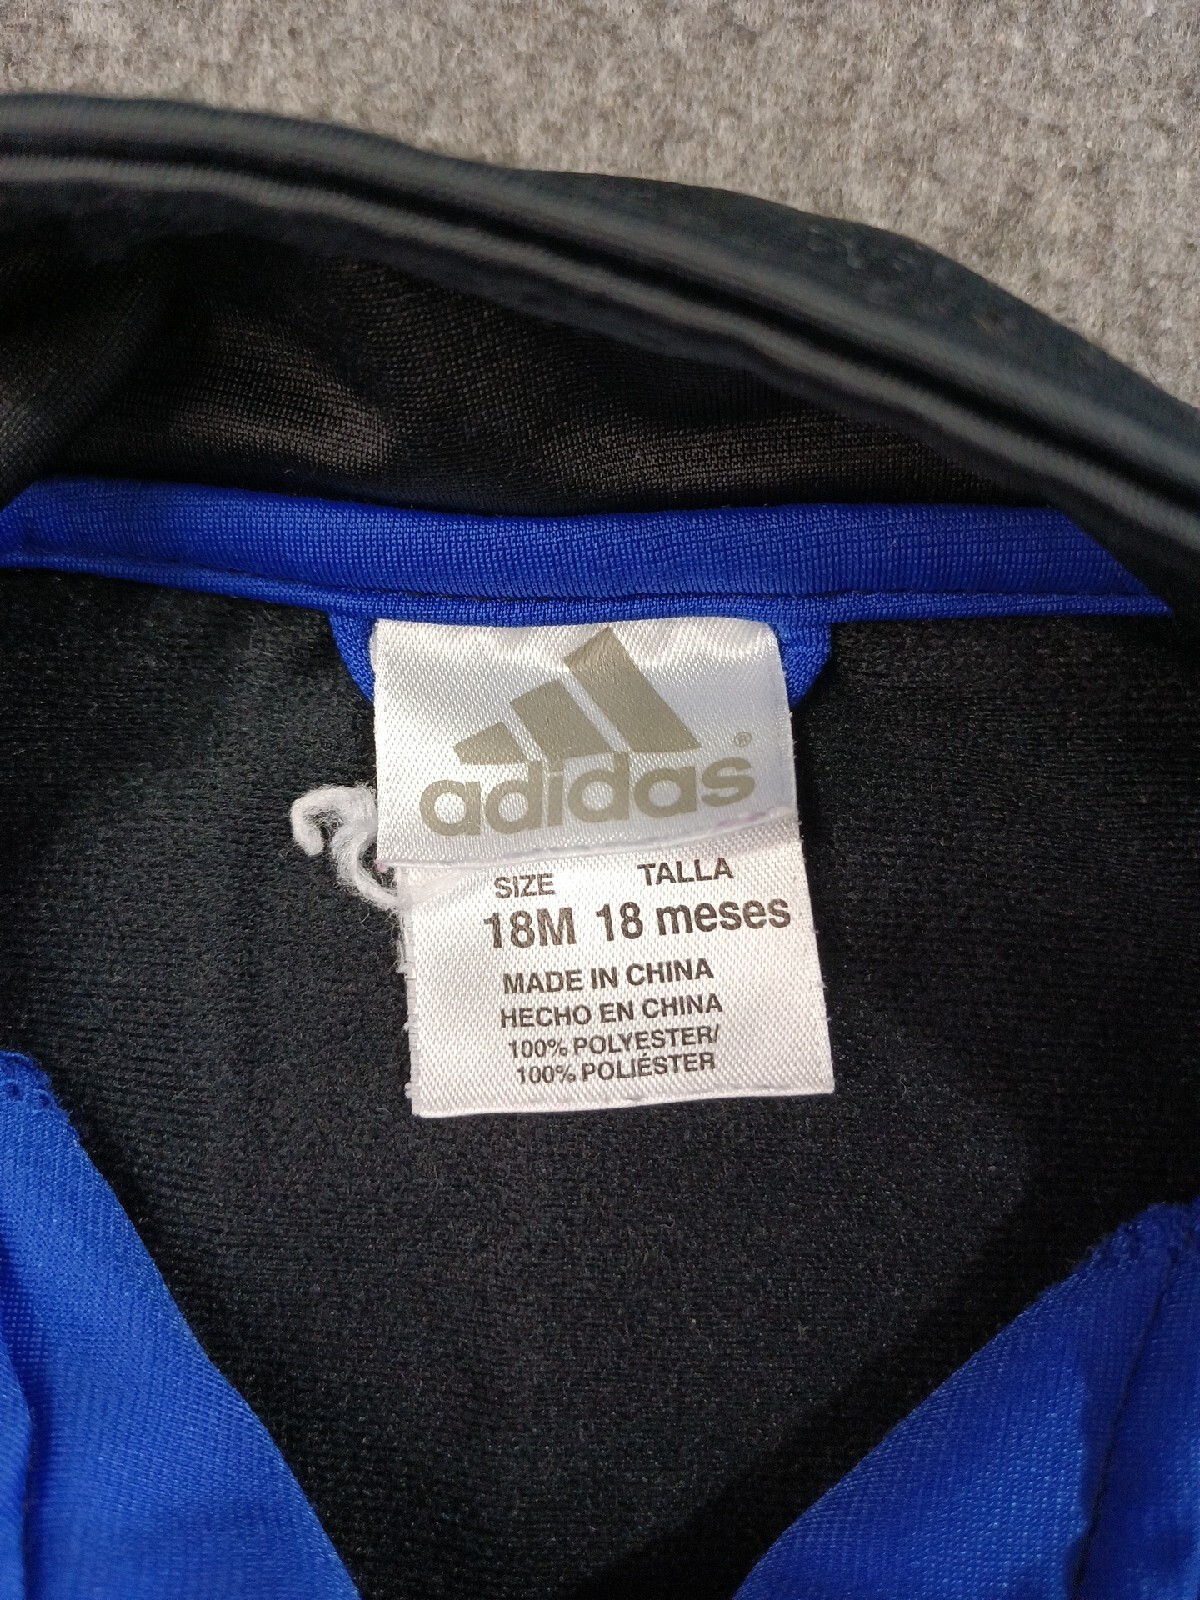 adidas®
SIZE TALLA
18M 18 meses
MADE IN CHINA
HECHO EN CHINA
100% POLYESTER/
100% POLIÉSTER